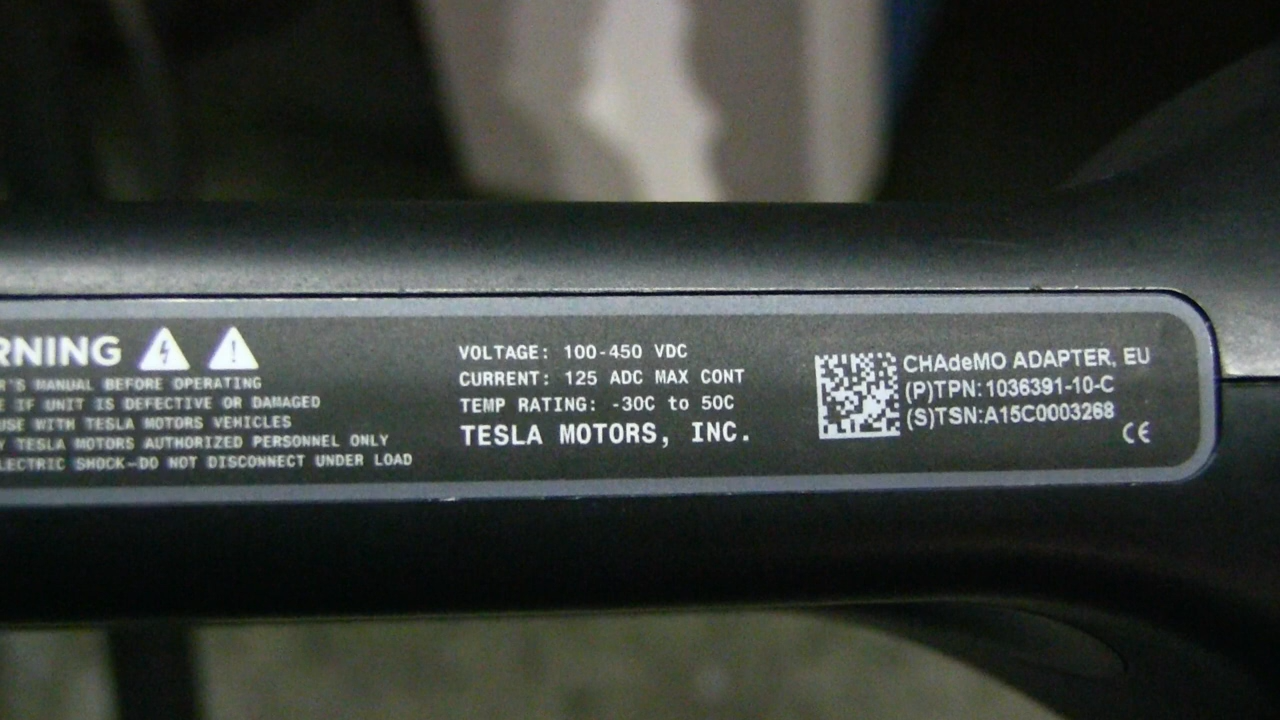 RNING
R'S MANUAL BEFORE OPERATING
E IF UNIT IS DEFECTIVE OR DAMAGED
USE WITH TESLA MOTORS VEHICLES
Y TESLA MOTORS AUTHORIZED PERSONNEL ONLY
LECTRIC SHOCK-DO NOT DISCONNECT UNDER LOAD
VOLTAGE: 100-450 VDC
CURRENT: 125 ADC MAX CONT
TEMP RATING: -30C to 50C
TESLA MOTORS, INC.
CHAdeMO ADAPTER, EU
(P)TPN:1036391-10-C
(S)TSN:A15C0003268
CE